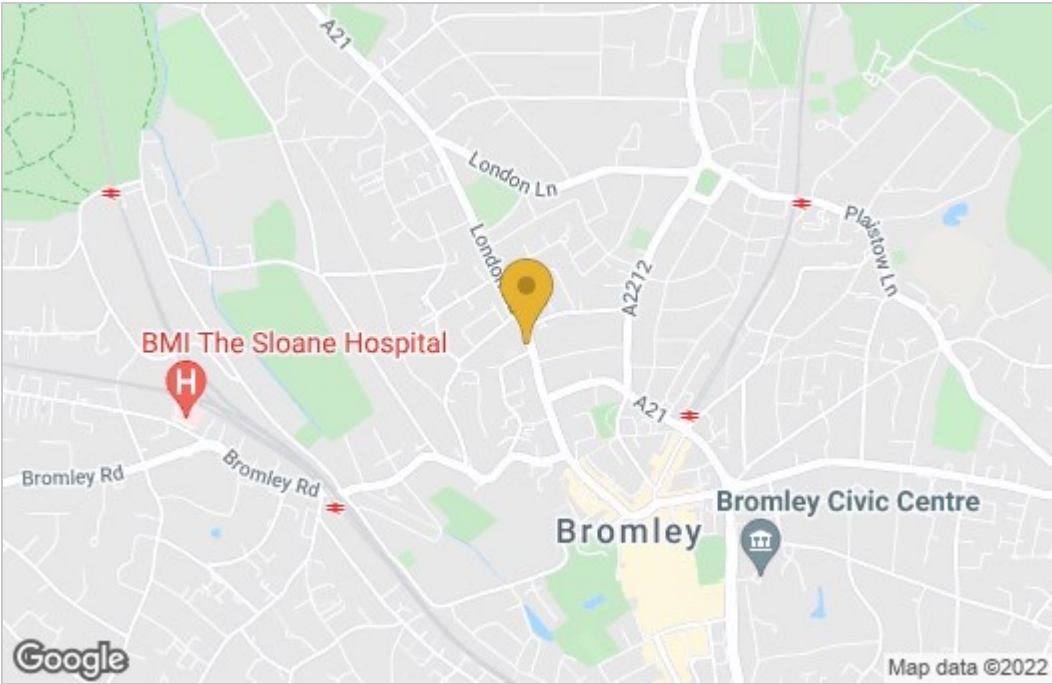 A21
London Ln
London
A2212
Plaistow Ln
BMI The Sloane Hospital
H
A21
Bromley Rd
Bromley Rd
Bromley Civic Centre
Bromley
Google
Map data ©2022